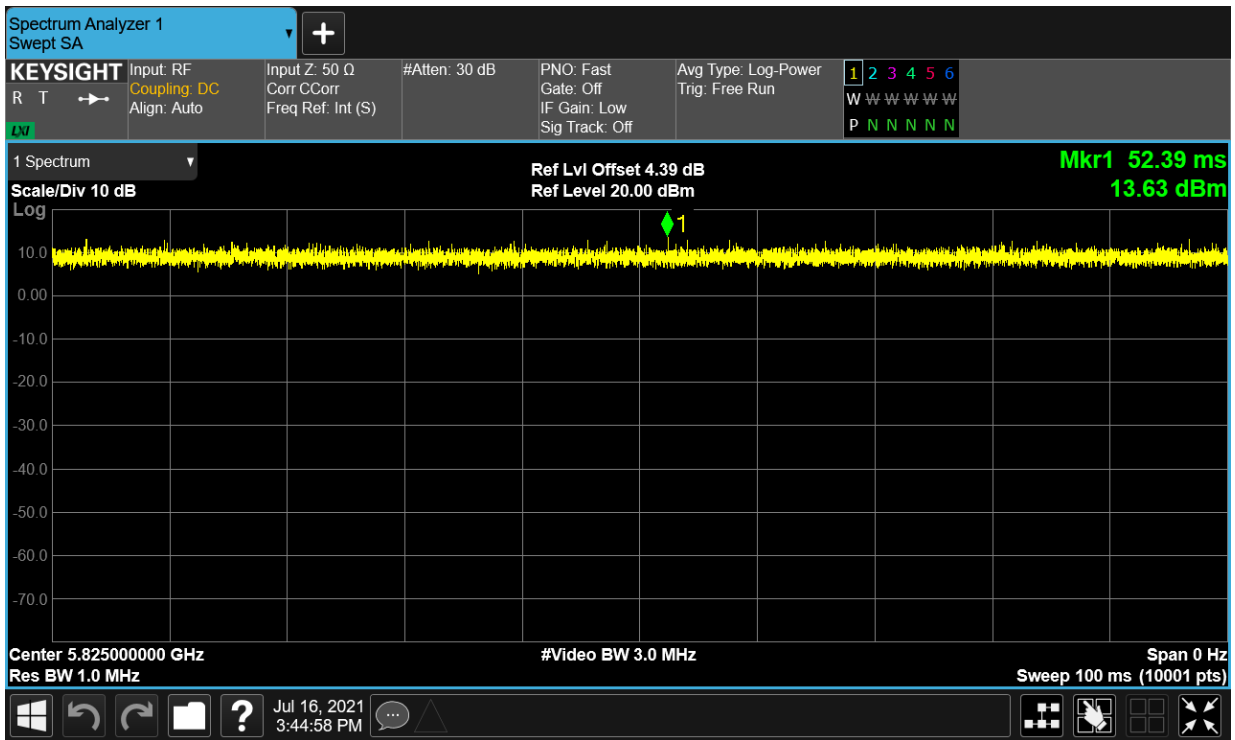 Spectrum Analyzer 1
Swept SA
+
KEYSIGHT
R T
LXI
Input: RF
Coupling: DC
Align: Auto
Input Z: 50 Ω
Corr CCorr
Freq Ref: Int (S)
#Atten: 30 dB
PNO: Fast
Gate: Off
IF Gain: Low
Sig Track: Off
Avg Type: Log-Power
Trig: Free Run
1 2 3 4 5 6
W W W W W W
P N N N N N
1 Spectrum
Scale/Div 10 dB
Log
Ref Lvl Offset 4.39 dB
Ref Level 20.00 dBm
Mkr1 52.39 ms
13.63 dBm
1
10.0
0.00
-10.0
-20.0
-30.0
-40.0
-50.0
-60.0
-70.0
Center 5.825000000 GHz
Res BW 1.0 MHz
#Video BW 3.0 MHz
Span 0 Hz
Sweep 100 ms (10001 pts)
?
Jul 16, 2021
3:44:58 PM